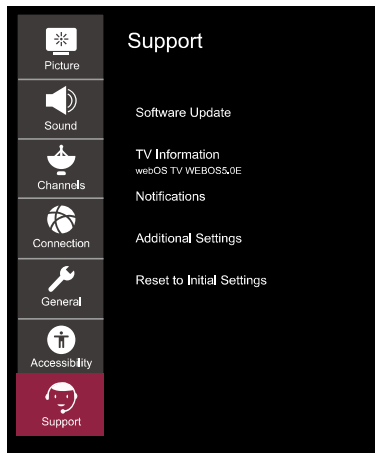 Support
Picture
Sound
Channels
Connection
General
Accessibility
Support
Software Update
TV Information
webOS TV WEBOS5.0E
Notifications
Additional Settings
Reset to Initial Settings